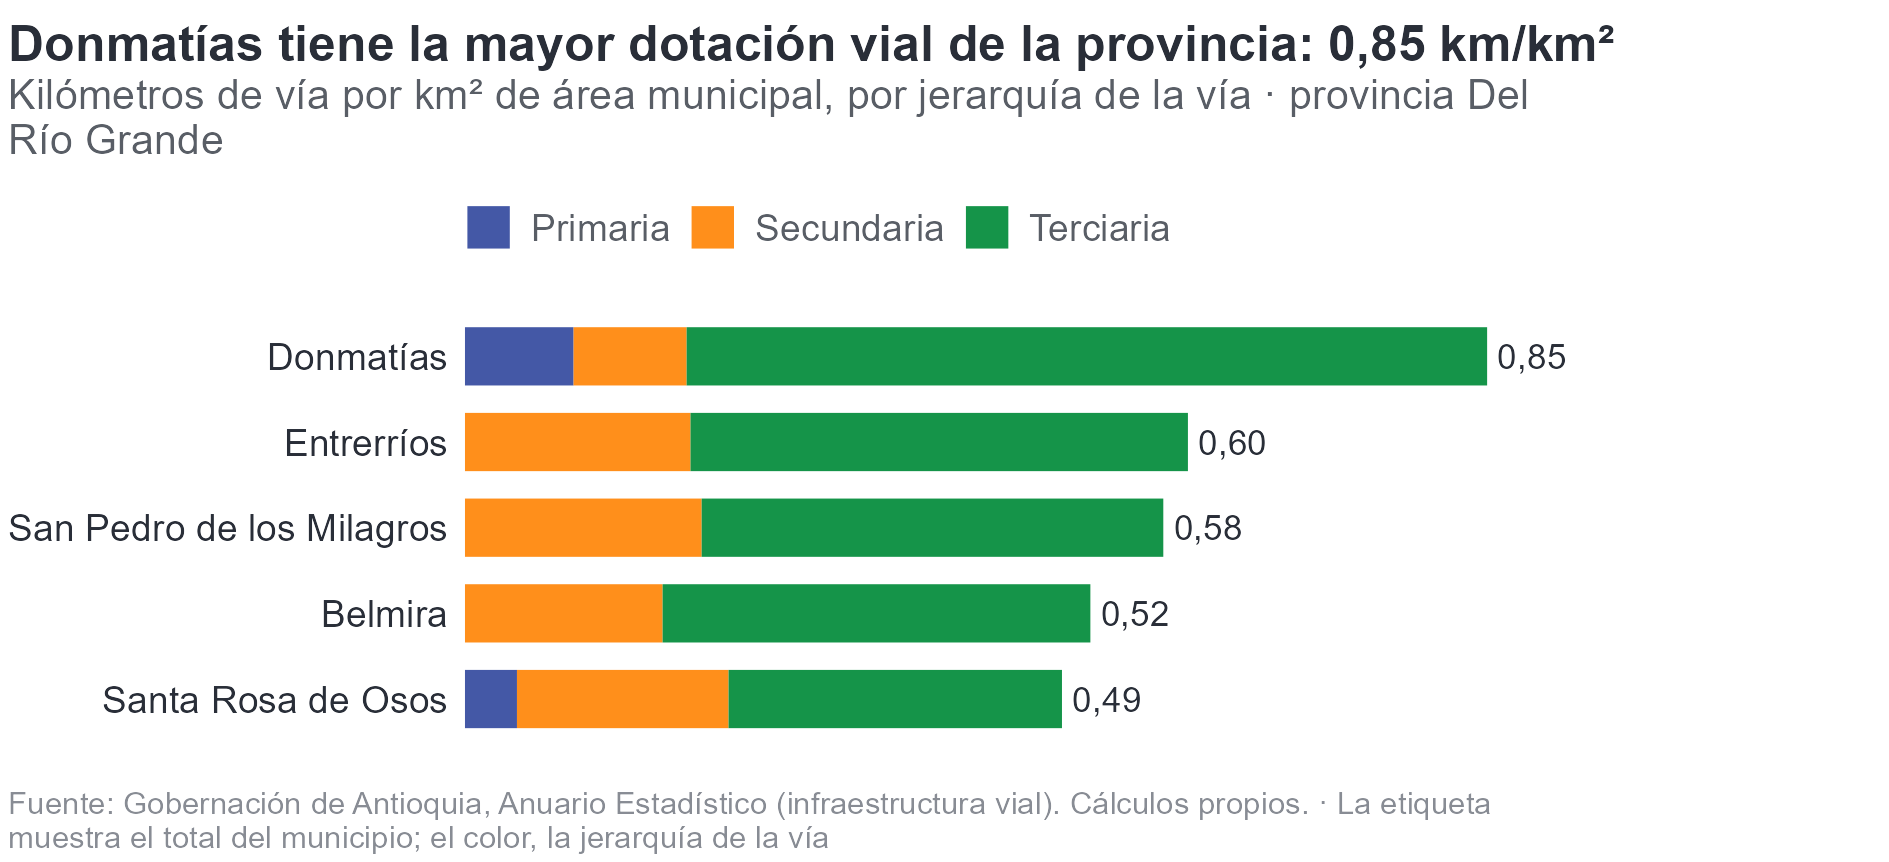 Donmatías tiene la mayor dotación vial de la provincia: 0,85 km/km²
Kilómetros de vía por km² de área municipal, por jerarquía de la vía · provincia Del
Río Grande
Primaria Secundaria Terciaria
Donmatías 0,85
Entrerríos 0,60
San Pedro de los Milagros 0,58
Belmira 0,52
Santa Rosa de Osos 0,49
Fuente: Gobernación de Antioquia, Anuario Estadístico (infraestructura vial). Cálculos propios. · La etiqueta
muestra el total del municipio; el color, la jerarquía de la vía